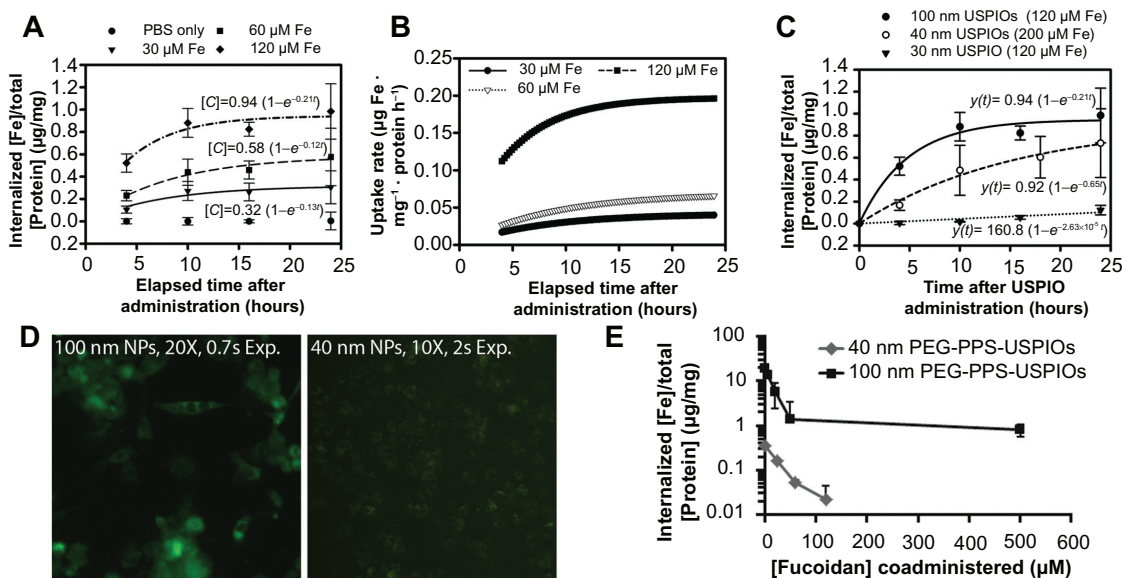 A
PBS only
60 µM Fe
30 µM Fe
120 µM Fe
Internalized [Fe]/total
[Protein] (µg/mg)
1.4
1.2
1.0
0.8
0.6
0.4
0.2
0.0
0.2
[C]=0.94 (1–e^–0.21t)
[C]=0.58 (1–e^–0.12t)
[C]=0.32 (1–e^–0.13t)
0 5 10 15 20 25
Elapsed time after
administration (hours)
B
30 µM Fe
120 µM Fe
60 µM Fe
Uptake rate (µg Fe ·
mg⁻¹ · protein h⁻¹)
0.25
0.20
0.15
0.10
0.05
0.00
0 5 10 15 20 25
Elapsed time after
administration (hours)
C
100 nm USPIOs (120 µM Fe)
40 nm USPIOs (200 µM Fe)
30 nm USPIO (120 µM Fe)
Internalized [Fe]/total
[Protein] (µg/mg)
1.4
1.2
1.0
0.8
0.6
0.4
0.2
0.0
0.2
y(t)= 0.94 (1–e^–0.21t)
y(t)= 0.92 (1–e^–0.65t)
y(t)= 160.8 (1–e^–2.63×10⁻⁵ t)
0 5 10 15 20 25
Time after USPIO
administration (hours)
D
100 nm NPs, 20X, 0.7s Exp.
40 nm NPs, 10X, 2s Exp.
E
40 nm PEG-PPS-USPIOs
100 nm PEG-PPS-USPIOs
Internalized [Fe]/total
[Protein] (µg/mg)
100
10
1
0.1
0.01
0 100 200 300 400 500 600
[Fucoidan] coadministered (µM)